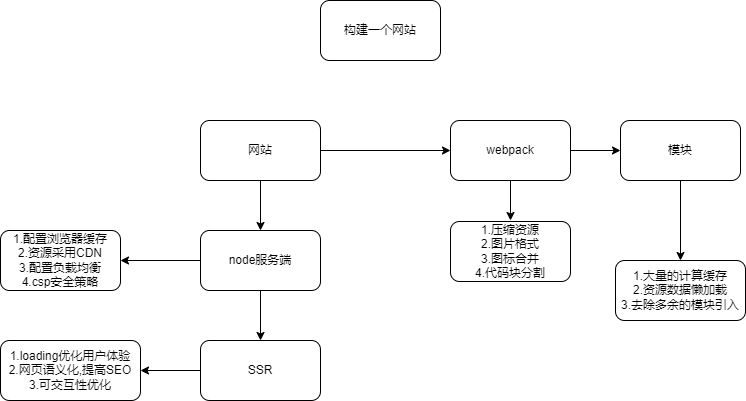 构建一个网站
网站
webpack
模块
1.配置浏览器缓存
2.资源采用CDN
3.配置负载均衡
4.csp安全策略
node服务端
1.压缩资源
2.图片格式
3.图标合并
4.代码块分割
1.大量的计算缓存
2.资源数据懒加载
3.去除多余的模块引入
1.loading优化用户体验
2.网页语义化,提高SEO
3.可交互性优化
SSR